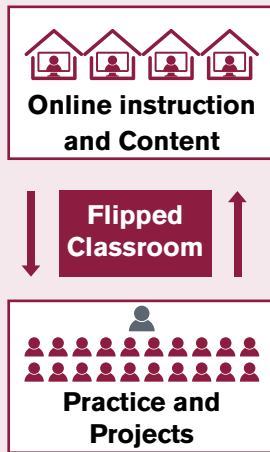 Online instruction
and Content
Flipped
Classroom
Practice and
Projects